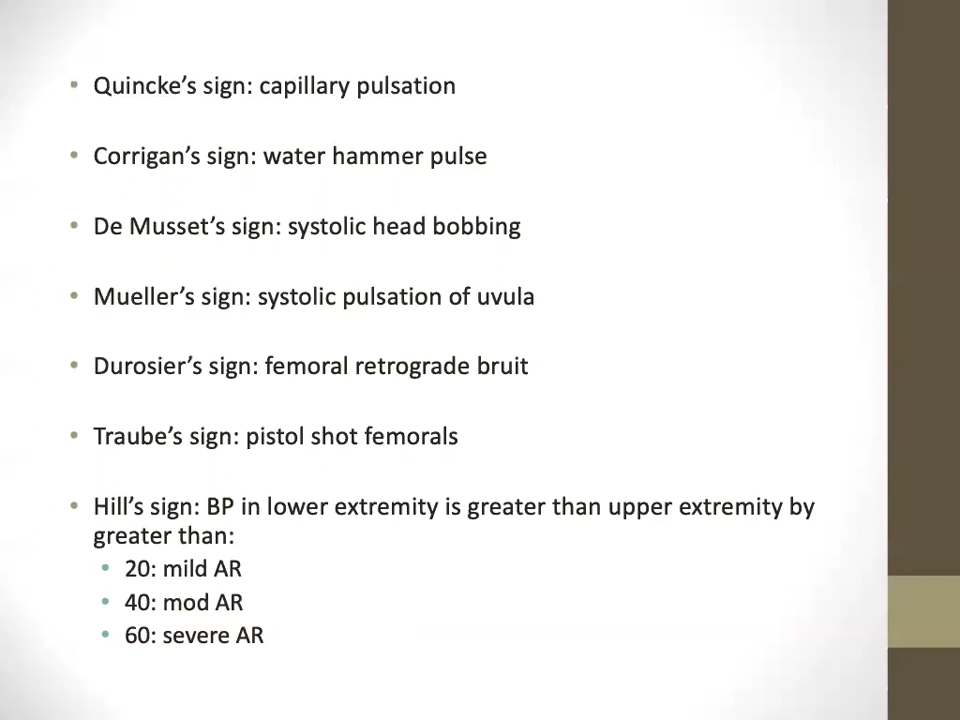 • Quincke’s sign: capillary pulsation
• Corrigan’s sign: water hammer pulse
• De Musset’s sign: systolic head bobbing
• Mueller’s sign: systolic pulsation of uvula
• Durosier’s sign: femoral retrograde bruit
• Traube’s sign: pistol shot femorals
• Hill’s sign: BP in lower extremity is greater than upper extremity by
greater than:
• 20: mild AR
• 40: mod AR
• 60: severe AR